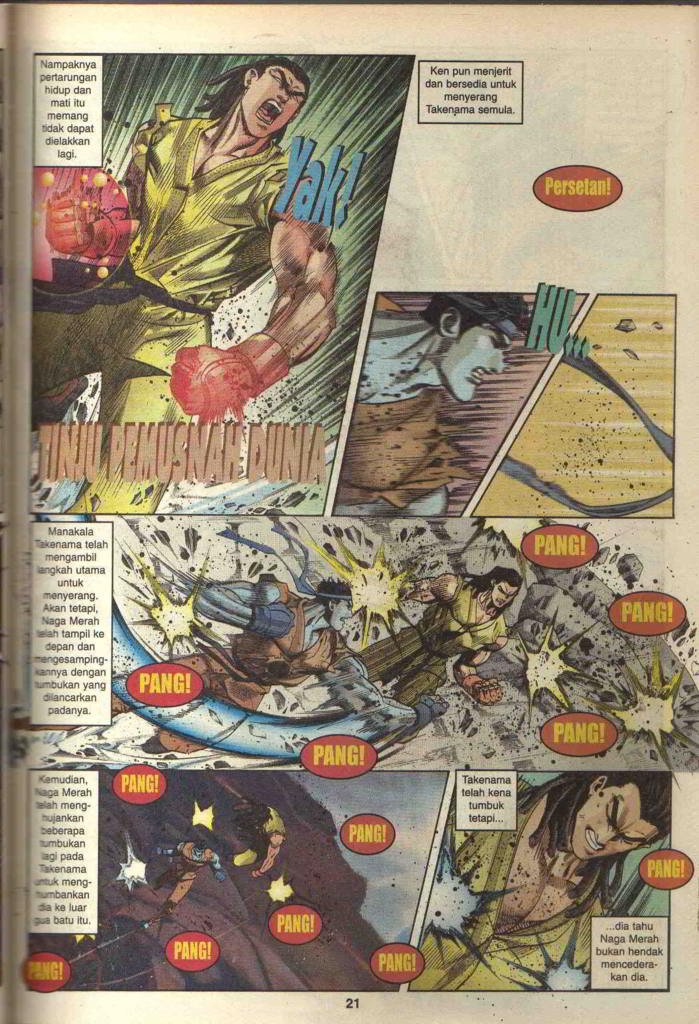 Nampaknya
pertarungan
hidup dan
mati itu
memang
tidak dapat
dielakkan
lagi.
Yak!
TINJU PEMUSNAH DUNIA
Ken pun menjerit
dan bersedia untuk
menyerang
Takenama semula.
Persetan!
HU...
Manakala
Takenama telah
mengambil
langkah utama
untuk
menyerang.
Akan tetapi,
Naga Merah
telah tampil ke
depan dan
mengesamping-
kannya dengan
tumbukan yang
dilancarkan
padanya.
PANG!
PANG!
PANG!
PANG!
PANG!
Kemudian,
Naga Merah
telah meng-
hujankan
beberapa
tumbukan
lagi pada
Takenama
untuk meng-
humbankan
dia ke luar
gua batu itu.
PANG!
PANG!
PANG!
PANG!
PANG!
PANG!
Takenama
telah kena
tumbuk
tetapi...
PANG!
...dia tahu
Naga Merah
bukan hendak
mencedera-
kan dia.
21